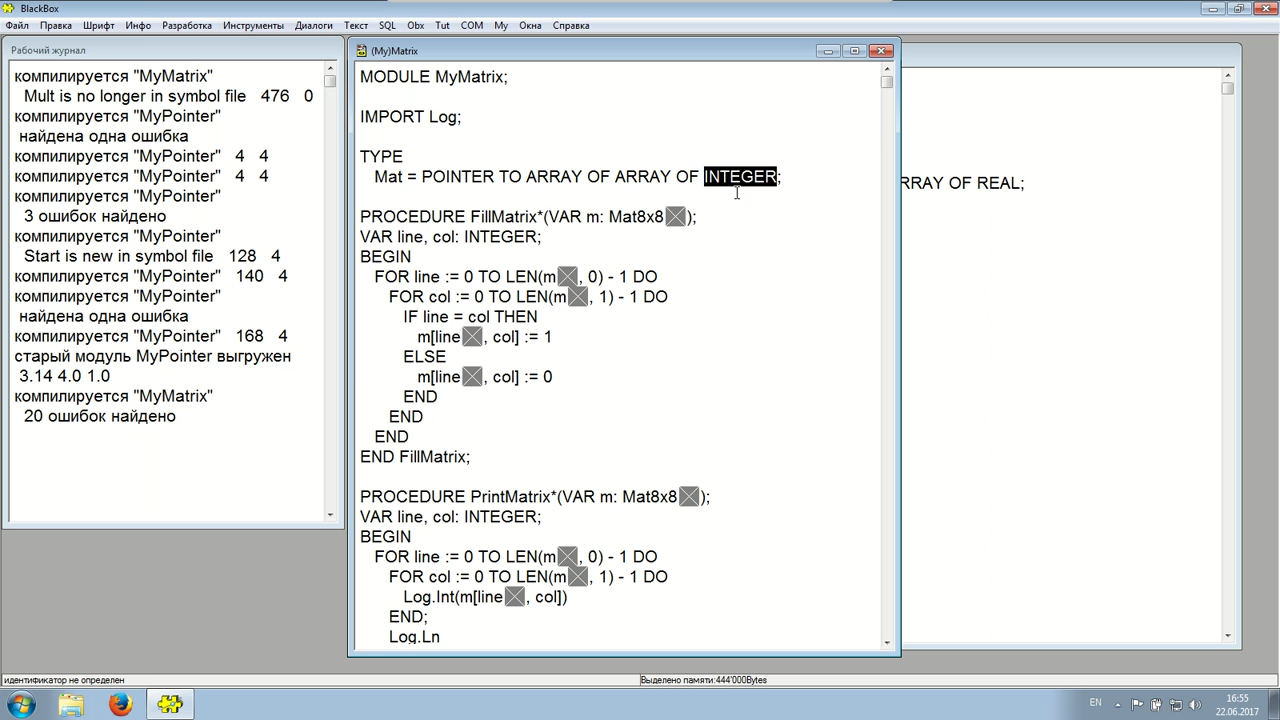 BlackBox
Файл Правка Шрифт Инфо Разработка Инструменты Диалоги Текст SQL Obx Tut COM My Окна Справка
Рабочий журнал
компилируется "MyMatrix"
Mult is no longer in symbol file 476 0
компилируется "MyPointer"
найдена одна ошибка
компилируется "MyPointer" 4 4
компилируется "MyPointer" 4 4
компилируется "MyPointer"
3 ошибок найдено
компилируется "MyPointer"
Start is new in symbol file 128 4
компилируется "MyPointer" 140 4
компилируется "MyPointer"
найдена одна ошибка
компилируется "MyPointer" 168 4
старый модуль MyPointer выгружен
3.14 4.0 1.0
компилируется "MyMatrix"
20 ошибок найдено
(My)Matrix
MODULE MyMatrix;
IMPORT Log;
TYPE
Mat = POINTER TO ARRAY OF ARRAY OF INTEGER;
PROCEDURE FillMatrix*(VAR m: Mat8x8);
VAR line, col: INTEGER;
BEGIN
FOR line := 0 TO LEN(m, 0) - 1 DO
FOR col := 0 TO LEN(m, 1) - 1 DO
IF line = col THEN
m[line, col] := 1
ELSE
m[line, col] := 0
END
END
END
END FillMatrix;
PROCEDURE PrintMatrix*(VAR m: Mat8x8);
VAR line, col: INTEGER;
BEGIN
FOR line := 0 TO LEN(m, 0) - 1 DO
FOR col := 0 TO LEN(m, 1) - 1 DO
Log.Int(m[line, col])
END;
Log.Ln
RRAY OF REAL;
идентификатор не определен
Выделено памяти:444'000Bytes
EN
16:55
22.06.2017